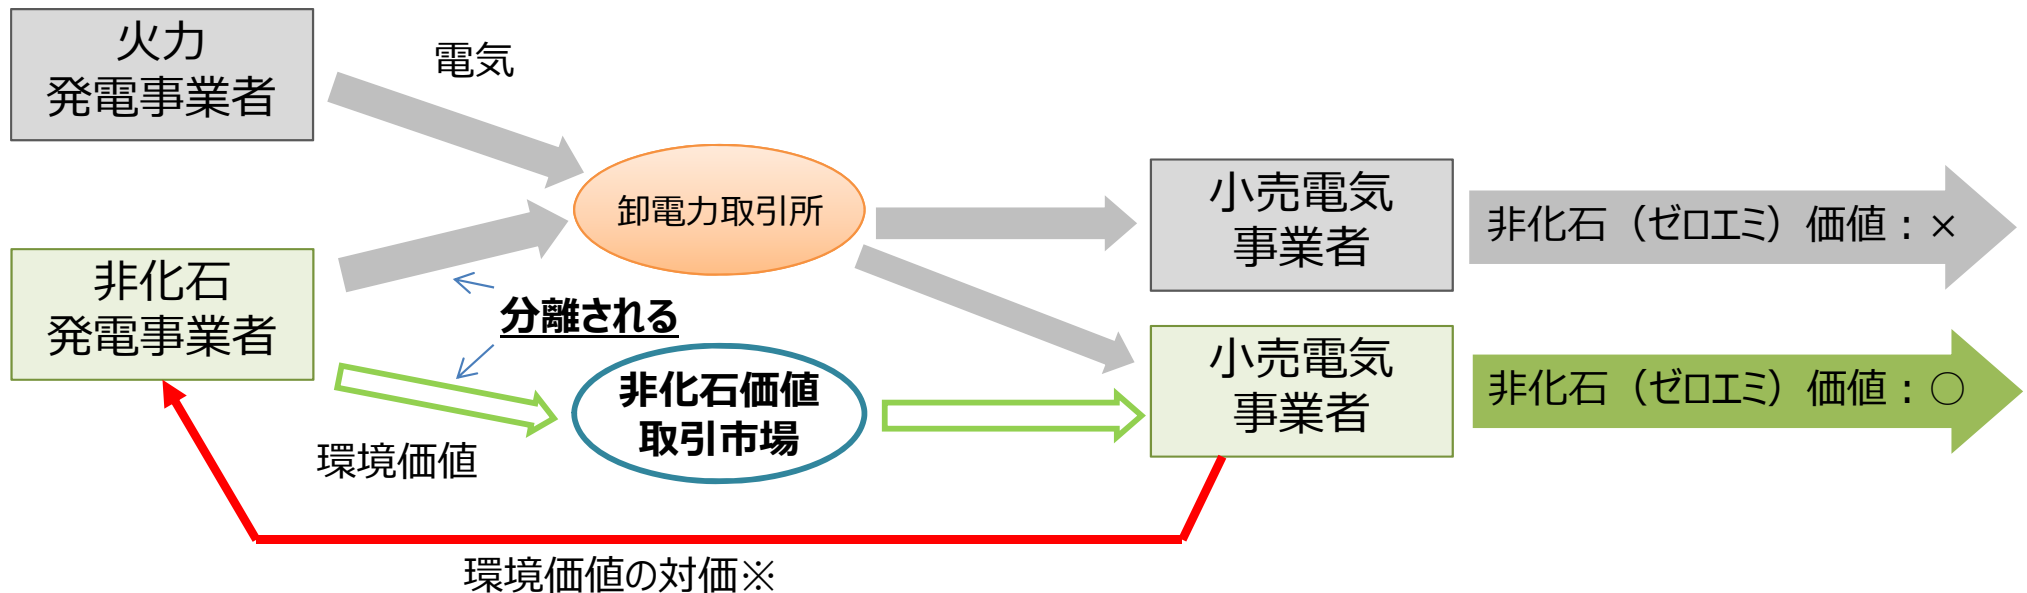 火力
発電事業者
電気
卸電力取引所
小売電気
事業者
非化石（ゼロエミ）価値：×
非化石
発電事業者
分離される
非化石価値
取引市場
小売電気
事業者
非化石（ゼロエミ）価値：○
環境価値
環境価値の対価※